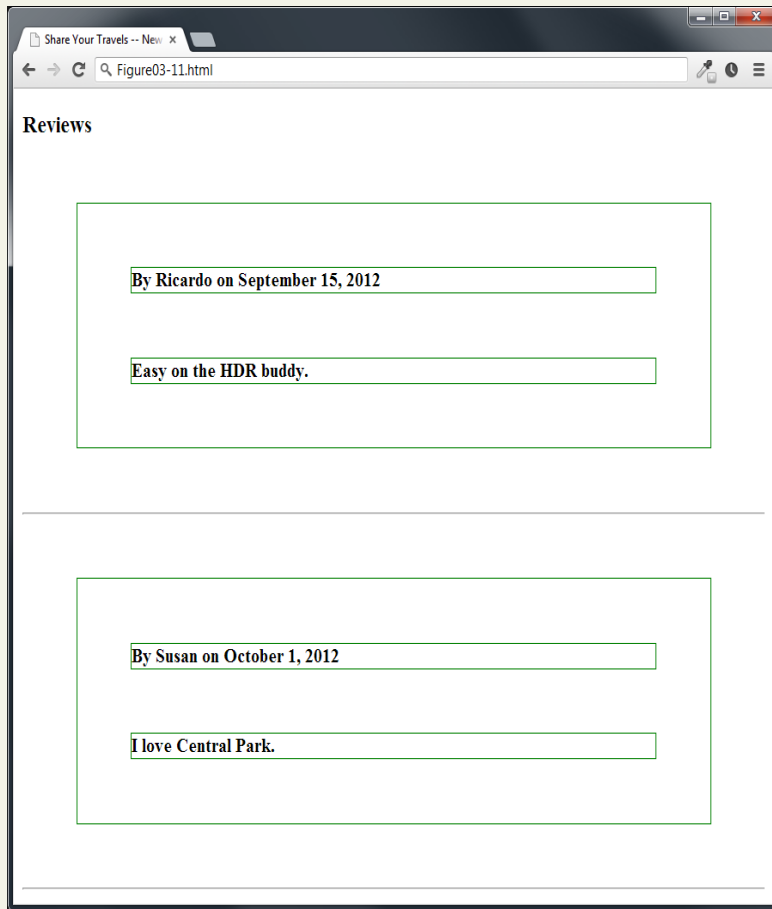 Share Your Travels -- New
Figure03-11.html
Reviews
By Ricardo on September 15, 2012
Easy on the HDR buddy.
By Susan on October 1, 2012
I love Central Park.